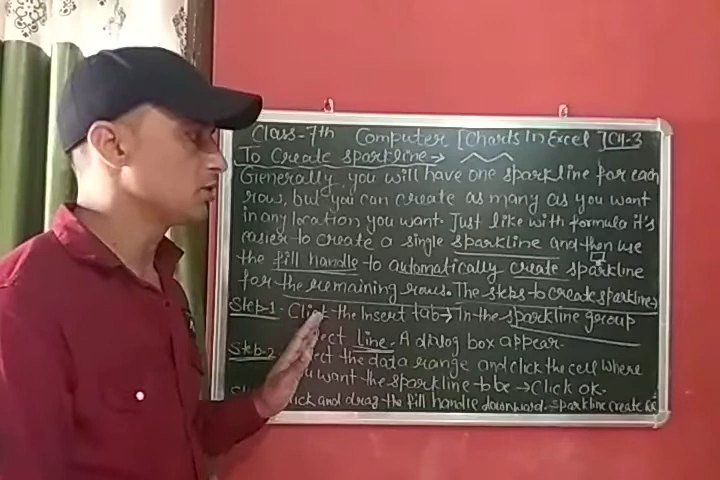 Class-7th Computer [Charts In Excel] CH-3
To Create sparkline→
Generally, you will have one sparkline for each
row, but you can create as many as you want
in any location you want. Just like with formula it's
easier to create a single sparkline and then use
the fill handle to automatically create sparkline
for the remaining rows. The steps to create sparkline→
Step-1 Click the Insert tab→In the sparkline group
Line. A dialog box appear.
Step-2 the data range and click the cell where
want the sparkline to be → Click ok.
and drag the fill handle downward. sparkline create